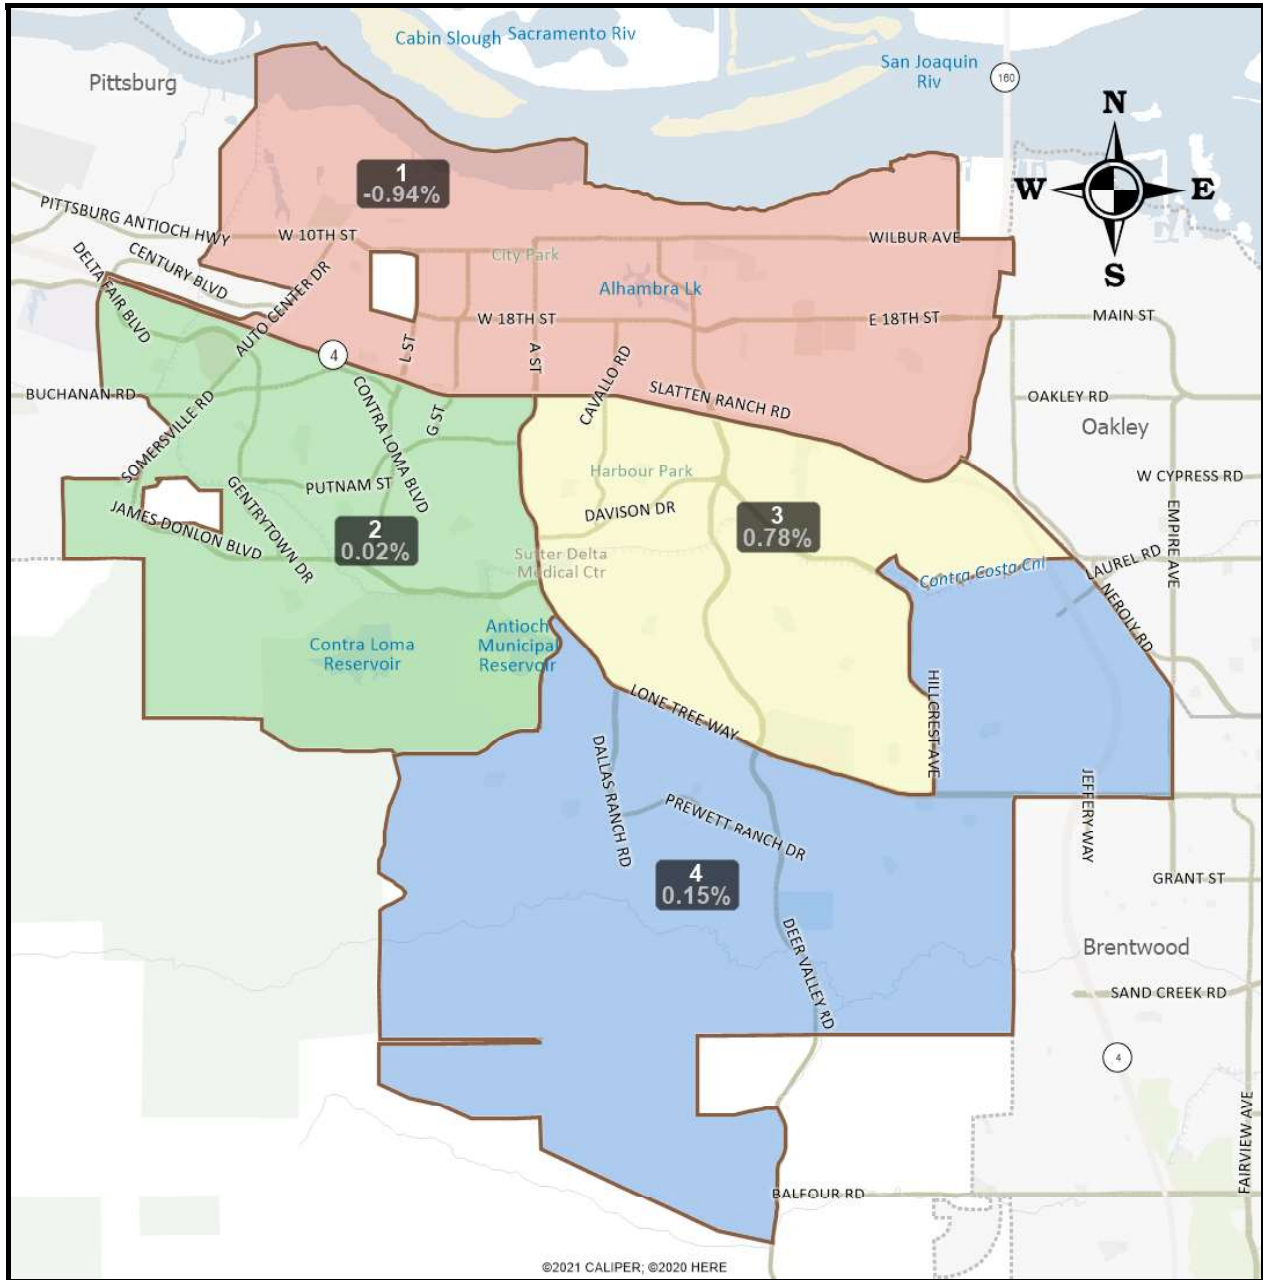 Cabin Slough
Sacramento Riv
San Joaquin
Riv
160
Pittsburg
N
W
E
S
1
-0.94%
PITTSBURG ANTIOCH HWY
W 10TH ST
WILBUR AVE
City Park
DELTA FAIR BLVD
CENTURY BLVD
AUTO CENTER DR
Alhambra Lk
W 18TH ST
E 18TH ST
MAIN ST
4
L ST
A ST
CAVALLO RD
BUCHANAN RD
SLATTEN RANCH RD
OAKLEY RD
CONTRA LOMA BLVD
G ST
Oakley
SOMERSVILLE RD
Harbour Park
W CYPRESS RD
GENTRYTOWN DR
PUTNAM ST
JAMES DONLON BLVD
DAVISON DR
2
0.02%
3
0.78%
EMPIRE AVE
Sutter Delta
Medical Ctr
Contra Costa Cnl
LAUREL RD
NEROLY RD
Contra Loma
Reservoir
Antioch
Municipal
Reservoir
LONE TREE WAY
HILLCREST AVE
DALLAS RANCH RD
PREWETT RANCH DR
JEFFERY WAY
4
0.15%
GRANT ST
DEER VALLEY RD
Brentwood
SAND CREEK RD
4
FAIRVIEW AVE
BALFOUR RD
©2021 CALIPER; ©2020 HERE